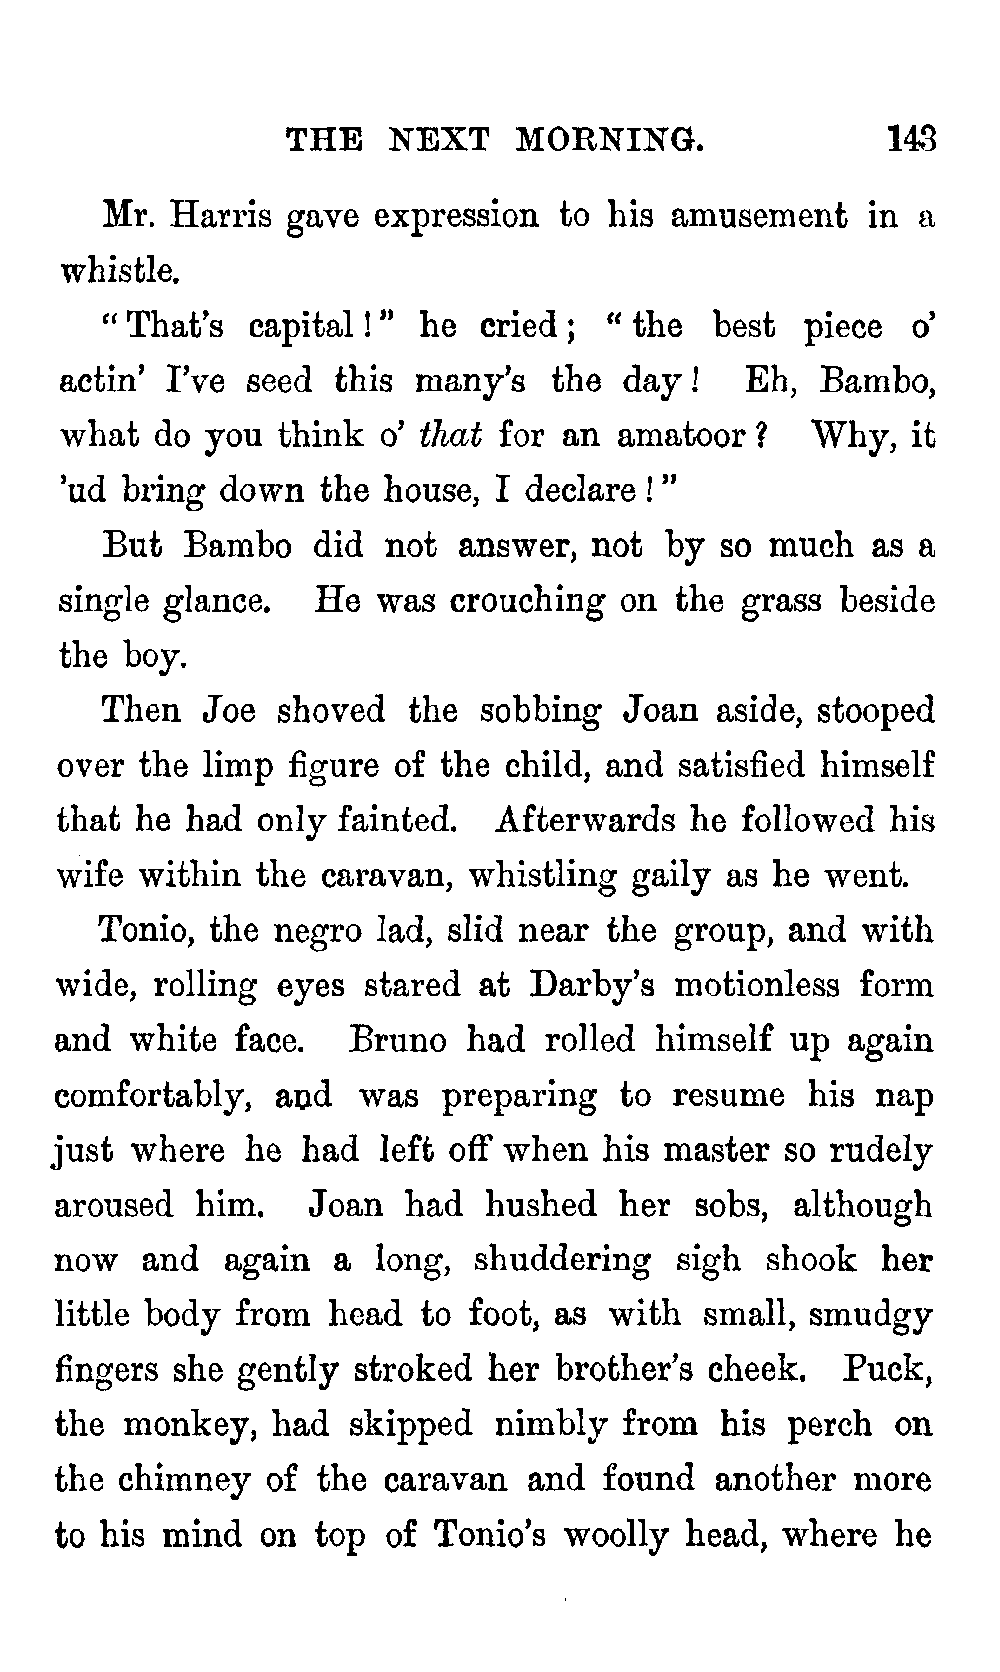 THE NEXT MORNING. 143
Mr. Harris gave expression to his amusement in a
whistle.
"That's capital!" he cried; "the best piece o'
actin' I've seed this many's the day! Eh, Bambo,
what do you think o' that for an amatoor? Why, it
'ud bring down the house, I declare!"
But Bambo did not answer, not by so much as a
single glance. He was crouching on the grass beside
the boy.
Then Joe shoved the sobbing Joan aside, stooped
over the limp figure of the child, and satisfied himself
that he had only fainted. Afterwards he followed his
wife within the caravan, whistling gaily as he went.
Tonio, the negro lad, slid near the group, and with
wide, rolling eyes stared at Darby's motionless form
and white face. Bruno had rolled himself up again
comfortably, and was preparing to resume his nap
just where he had left off when his master so rudely
aroused him. Joan had hushed her sobs, although
now and again a long, shuddering sigh shook her
little body from head to foot, as with small, smudgy
fingers she gently stroked her brother's cheek. Puck,
the monkey, had skipped nimbly from his perch on
the chimney of the caravan and found another more
to his mind on top of Tonio's woolly head, where he